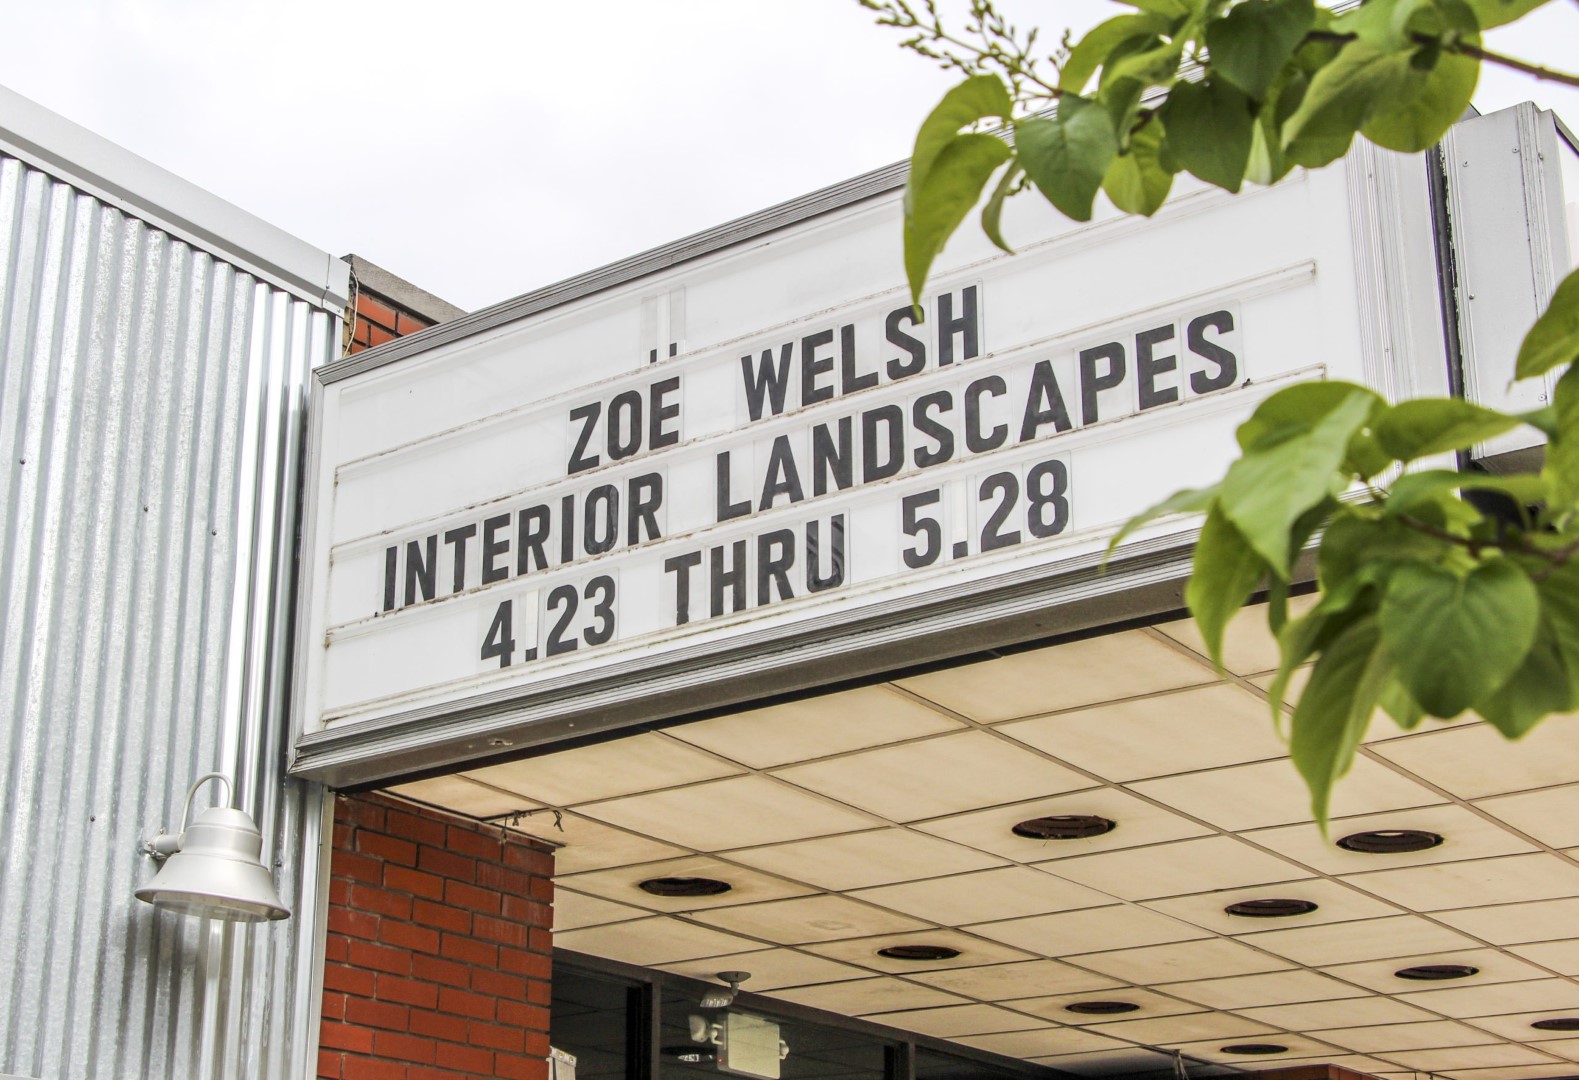 ZOË WELSH
INTERIOR LANDSCAPES
4.23 THRU 5.28